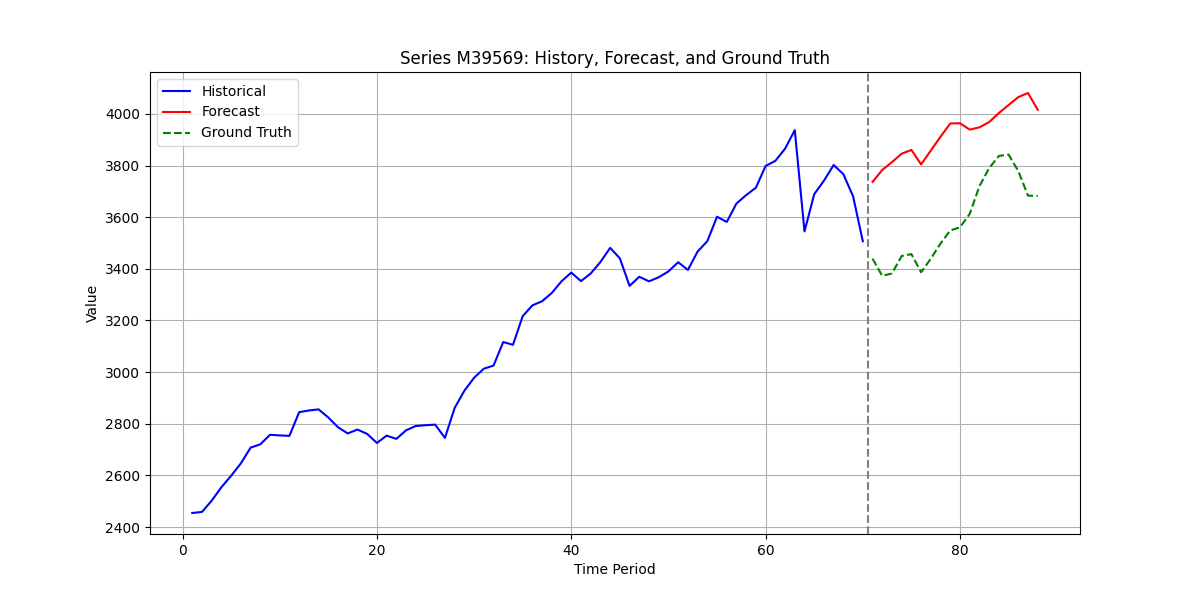 Series M39569: History, Forecast, and Ground Truth
Historical
Forecast
Ground Truth
4000
3800
3600
3400
3200
3000
2800
2600
2400
Value
0 20 40 60 80
Time Period